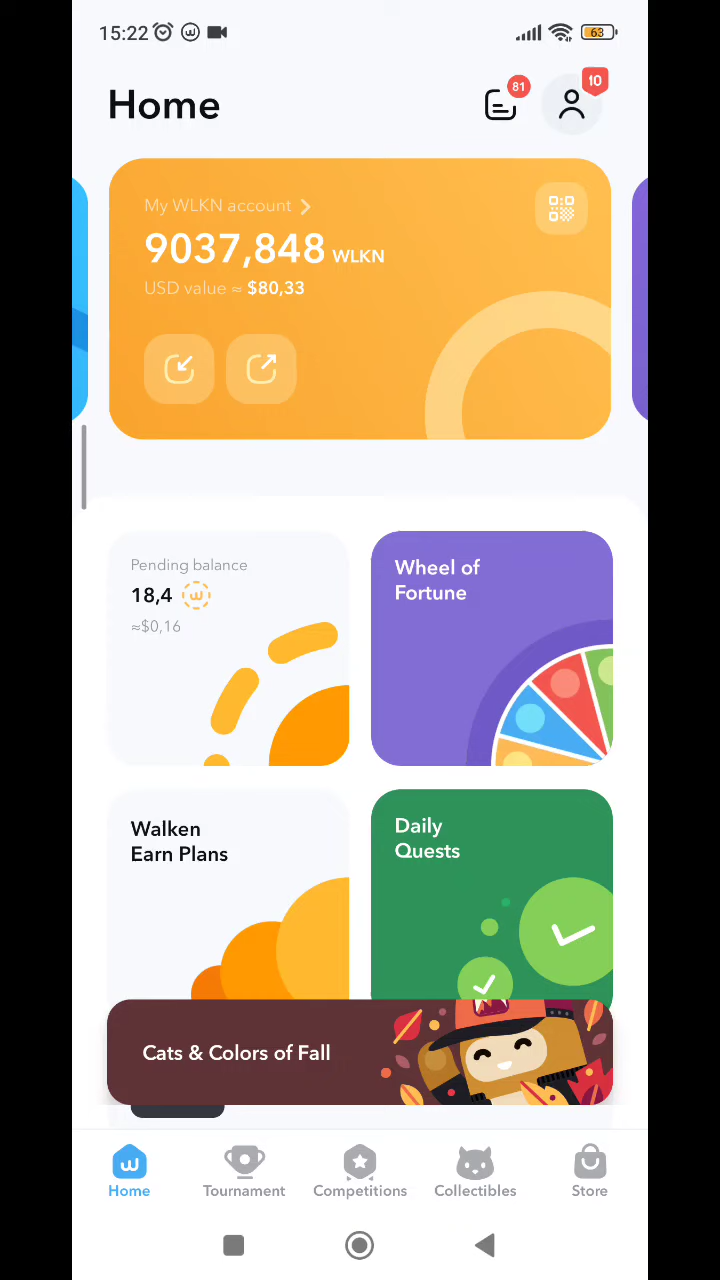 15:22
63
Home
81
10
My WLKN account
9037,848 WLKN
USD value ≈ $80,33
Pending balance
18,4
≈$0,16
Wheel of
Fortune
Walken
Earn Plans
Daily
Quests
Cats & Colors of Fall
Home
Tournament
Competitions
Collectibles
Store